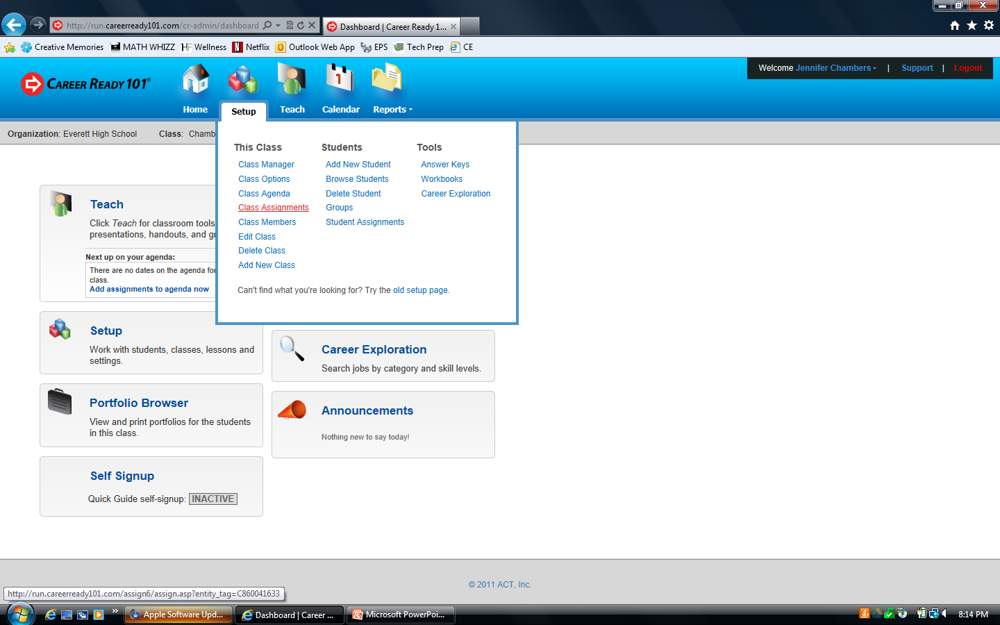 http://run.careerready101.com/cr-admin/dashboard
Dashboard | Career Ready 1...
Creative Memories
MATH WHIZZ
Wellness
Netflix
Outlook Web App
EPS
Tech Prep
CE
CAREER READY 101®
Home
Setup
Teach
Calendar
Reports
Welcome Jennifer Chambers | Support | Logout
Organization: Everett High School
Class: Chamb
This Class
Class Manager
Class Options
Class Agenda
Class Assignments
Class Members
Edit Class
Delete Class
Add New Class
Students
Add New Student
Browse Students
Delete Student
Groups
Student Assignments
Tools
Answer Keys
Workbooks
Career Exploration
Can't find what you're looking for? Try the old setup page.
Teach
Click Teach for classroom tools
presentations, handouts, and gr
Next up on your agenda:
There are no dates on the agenda for
class.
Add assignments to agenda now
Setup
Work with students, classes, lessons and
settings.
Portfolio Browser
View and print portfolios for the students
in this class.
Self Signup
Quick Guide self-signup: INACTIVE
Career Exploration
Search jobs by category and skill levels.
Announcements
Nothing new to say today!
© 2011 ACT, Inc.
http://run.careerready101.com/assign6/assign.asp?entity_tag=C860041633
Apple Software Upd...
Dashboard | Career ...
Microsoft PowerPoi...
8:14 PM